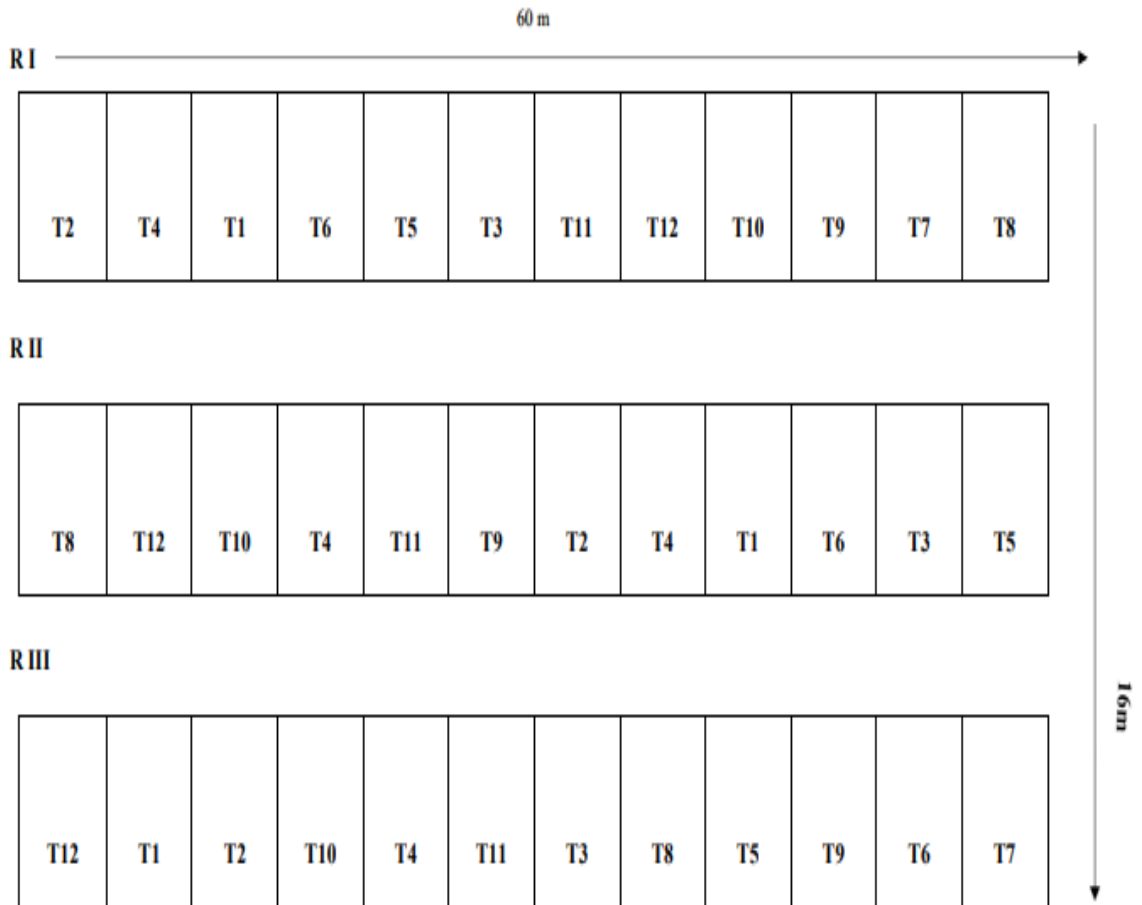 60 m
R I
T2 T4 T1 T6 T5 T3 T11 T12 T10 T9 T7 T8
R II
T8 T12 T10 T4 T11 T9 T2 T4 T1 T6 T3 T5
R III
16m
T12 T1 T2 T10 T4 T11 T3 T8 T5 T9 T6 T7